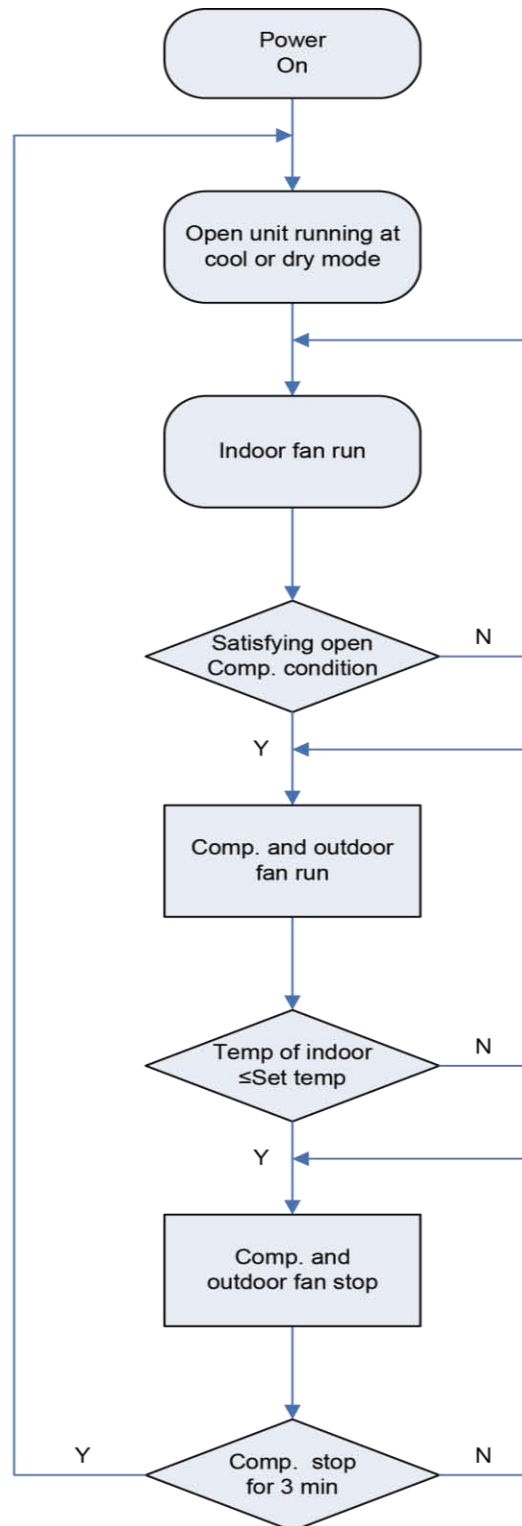 Power
On
Open unit running at
cool or dry mode
Indoor fan run
Satisfying open
Comp. condition
N
Y
Comp. and outdoor
fan run
Temp of indoor
≤Set temp
N
Y
Comp. and
outdoor fan stop
Y
Comp. stop
for 3 min
N